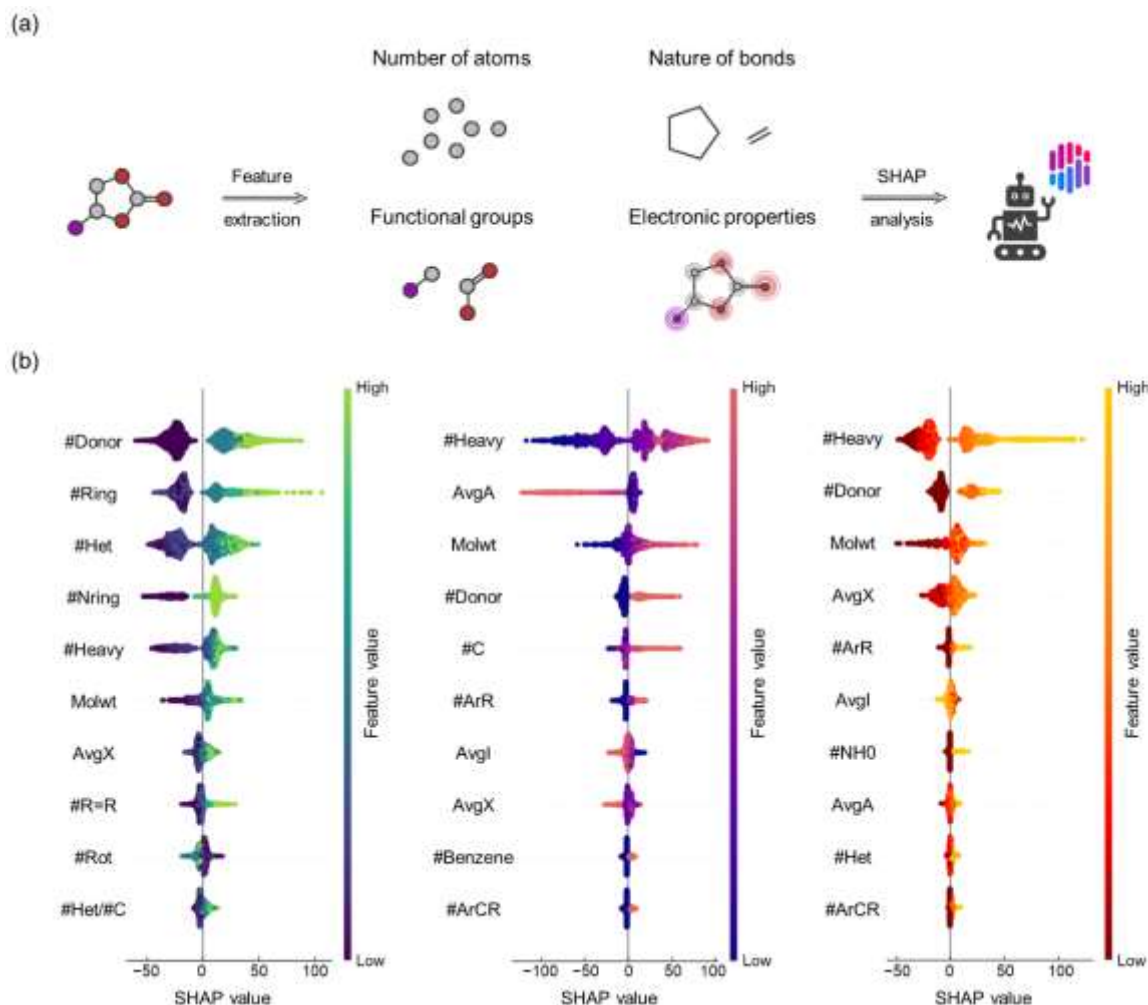 (a)
Number of atoms
Nature of bonds
Feature
extraction
Functional groups
Electronic properties
SHAP
analysis
(b)
High
#Donor
#Ring
#Het
#Nring
#Heavy
Molwt
AvgX
#R=R
#Rot
#Het/#C
Low
Feature value
−50 0 50 100
SHAP value
High
#Heavy
AvgA
Molwt
#Donor
#C
#ArR
AvgI
AvgX
#Benzene
#ArCR
Low
Feature value
−100 −50 0 50 100
SHAP value
High
#Heavy
#Donor
Molwt
AvgX
#ArR
AvgI
#NH0
AvgA
#Het
#ArCR
Low
Feature value
−50 0 50 100
SHAP value